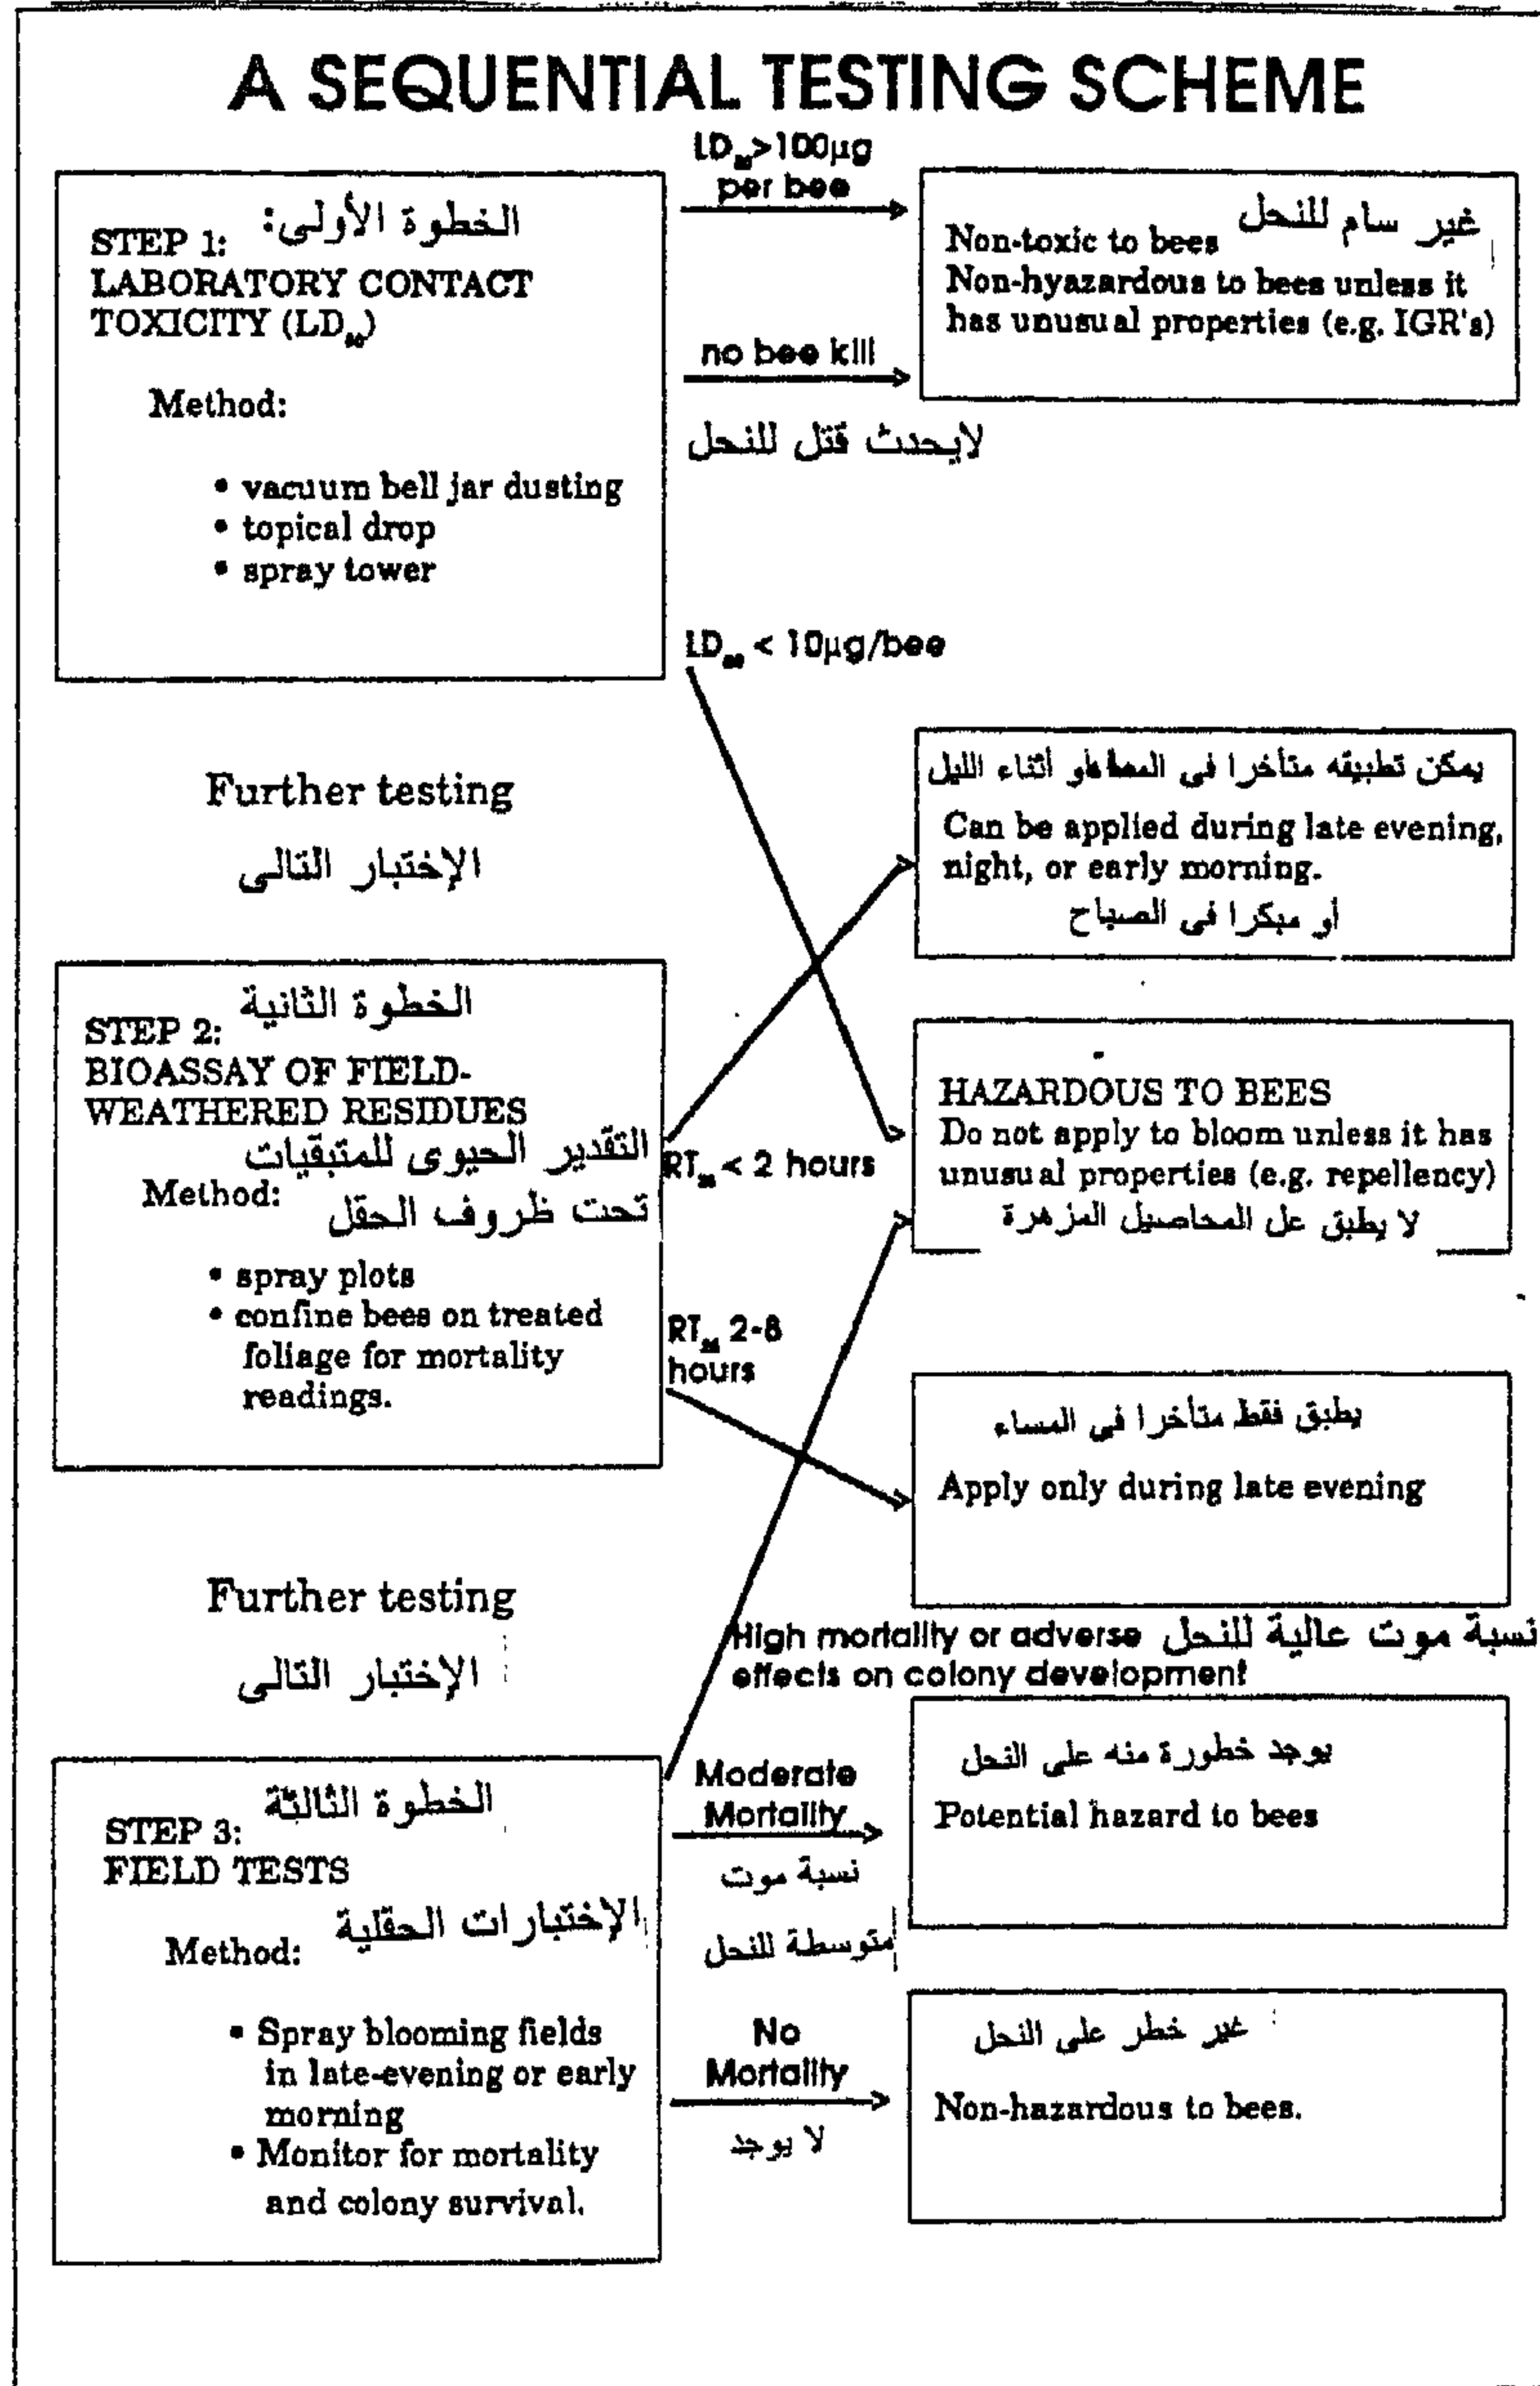 A SEQUENTIAL TESTING SCHEME
STEP 1: الخطوة الأولى:
LABORATORY CONTACT
TOXICITY (LD₅₀)
Method:
• vacuum bell jar dusting
• topical drop
• spray tower
LD₅₀>100µg
per bee
no bee kill
لايحدث قتل للنحل
Non-toxic to bees غير سام للنحل
Non-hyazardous to bees unless it
has unusual properties (e.g. IGR's)
LD₅₀ < 10µg/bee
Further testing
الإختبار التالى
يمكن تطبيقه متأخرا فى أثناء الليل
Can be applied during late evening,
night, or early morning.
أو مبكرا فى الصباح
STEP 2: الخطوة الثانية
BIOASSAY OF FIELD-
WEATHERED RESIDUES
التقدير الحيوى للمتبقيات
Method: تحت ظروف الحقل
• spray plots
• confine bees on treated
foliage for mortality
readings.
RT₂₅ < 2 hours
RT₂₅ 2-8
hours
HAZARDOUS TO BEES
Do not apply to bloom unless it has
unusual properties (e.g. repellency)
لا يطبق عل المحاصيل المزهرة
يطبق فقط متأخرا فى المساء
Apply only during late evening
Further testing
الإختبار التالى
High mortality or adverse نسبة موت عالية للنحل
effects on colony development
STEP 3: الخطوة الثالثة
FIELD TESTS
الإختبارات الحقلية
Method:
• Spray blooming fields
in late-evening or early
morning
• Monitor for mortality
and colony survival.
Moderate
Mortality
نسبة موت
متوسطة للنحل
يوجد خطورة منه على النحل
Potential hazard to bees
No
Mortality
لا يوجد
غير خطر على النحل
Non-hazardous to bees.